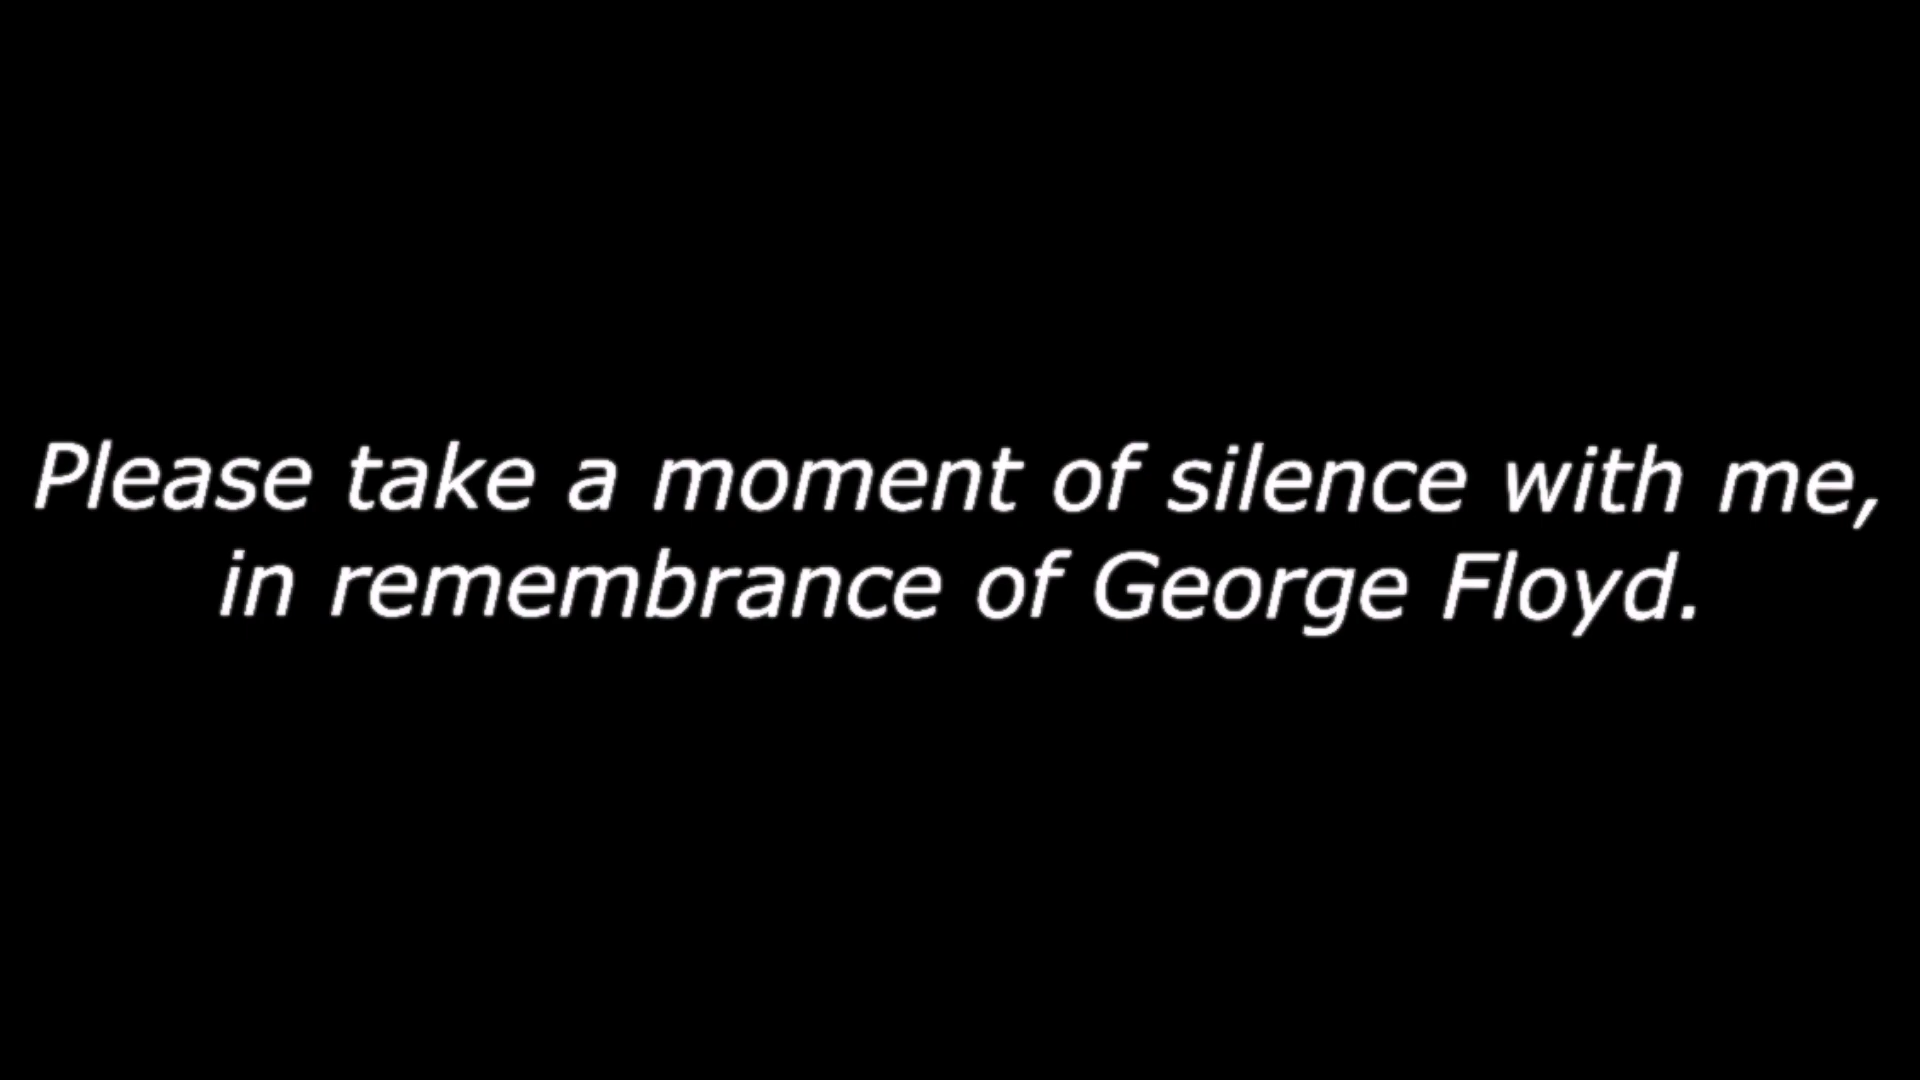 Please take a moment of silence with me,
in remembrance of George Floyd.